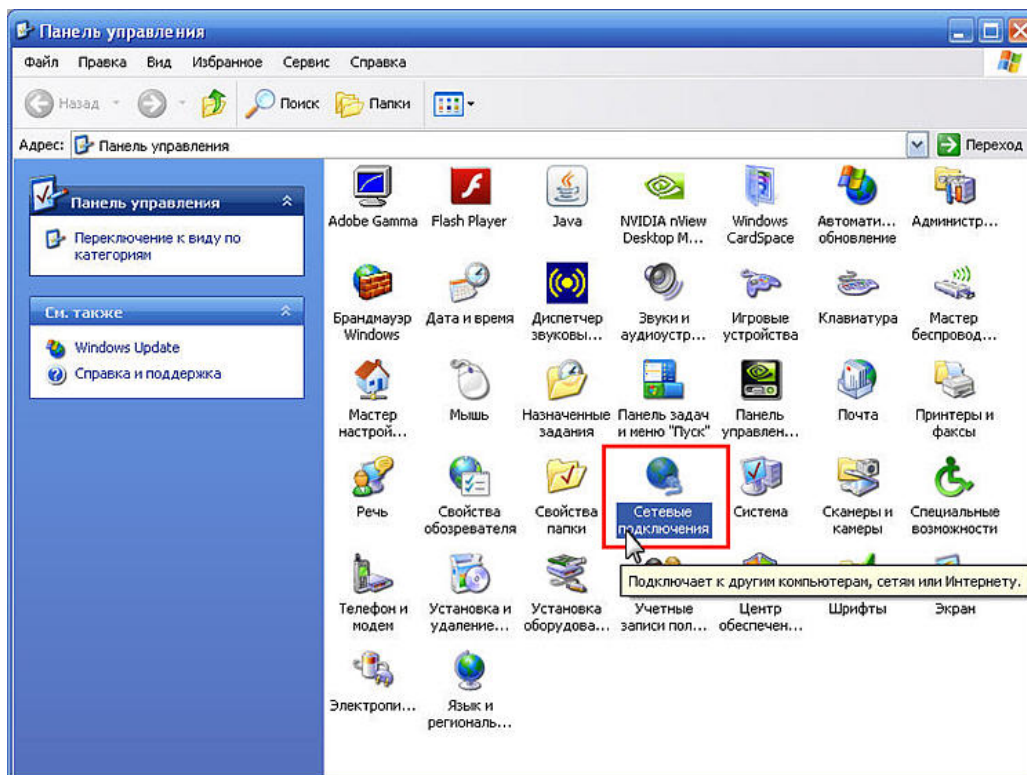 Панель управления
Файл Правка Вид Избранное Сервис Справка
Назад Поиск Папки
Адрес: Панель управления Переход
Панель управления
Переключение к виду по
категориям
См. также
Windows Update
Справка и поддержка
Adobe Gamma Flash Player Java NVIDIA nView Windows Автомати... Администр...
Desktop M... CardSpace обновление
Брандмауэр Дата и время Диспетчер Звуки и Игровые Клавиатура Мастер
Windows звуковы... аудиоустр... устройства беспровод...
Мастер Мышь Назначенные Панель задач Панель Почта Принтеры и
настрой... задания и меню "Пуск" управлен... факсы
Речь Свойства Свойства Сетевые Система Сканеры и Специальные
обозревателя папки подключения камеры возможности
Подключает к другим компьютерам, сетям или Интернету.
Телефон и Установка и Установка Учетные Центр Шрифты Экран
модем удаление... оборудова... записи пол... обеспечен...
Электропи... Язык и
региональ...